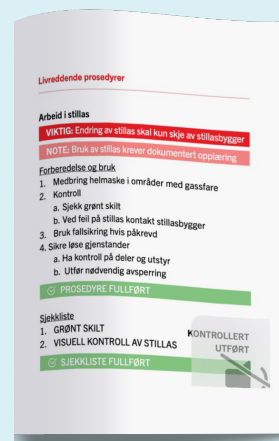 Livreddende prosedyrer
Arbeid i stillas
VIKTIG: Endring av stillas skal kun skje av stillasbygger
NOTE: Bruk av stillas krever dokumentert opplæring
Forberedelse og bruk
1. Medbring helmaske i områder med gassfare
2. Kontroll
a. Sjekk grønt skilt
b. Ved feil på stillas kontakt stillasbygger
3. Bruk fallsikring hvis påkrevd
4. Sikre løse gjenstander
a. Ha kontroll på deler og utstyr
b. Utfør nødvendig avsperring
PROSEDYRE FULLFØRT
Sjekkliste
1. GRØNT SKILT KONTROLLERT
2. VISUELL KONTROLL AV STILLAS UTFØRT
SJEKKLISTE FULLFØRT